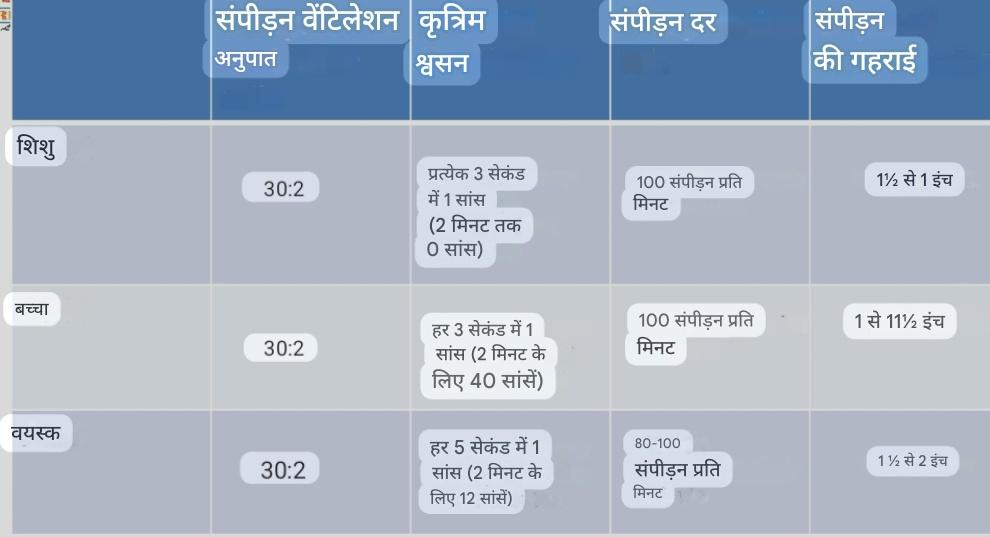 संपीड़न वेंटिलेशन
अनुपात
कृत्रिम
श्वसन
संपीड़न दर
संपीड़न
की गहराई
शिशु
30:2
प्रत्येक 3 सेकंड
में 1 सांस
(2 मिनट तक
0 सांस)
100 संपीड़न प्रति
मिनट
1½ से 1 इंच
बच्चा
30:2
हर 3 सेकंड में 1
सांस (2 मिनट के
लिए 40 सांसें)
100 संपीड़न प्रति
मिनट
1 से 11½ इंच
वयस्क
30:2
हर 5 सेकंड में 1
सांस (2 मिनट के
लिए 12 सांसें)
80-100
संपीड़न प्रति
मिनट
1 ½ से 2 इंच